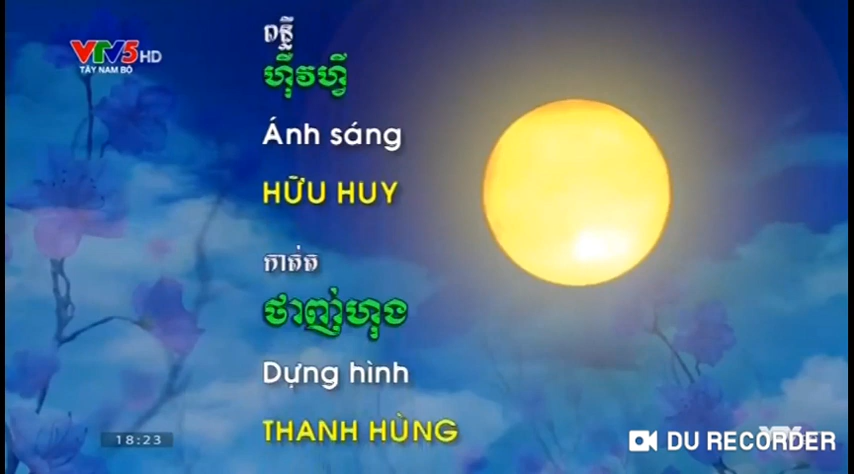 VTV5 HD
TÂY NAM BỘ
ពន្លឺ
ហ៊ឺវហ្វី
Ánh sáng
HỮU HUY
កាត់ត
ថាញ់ហុង
Dựng hình
THANH HÙNG
18:23
DU RECORDER